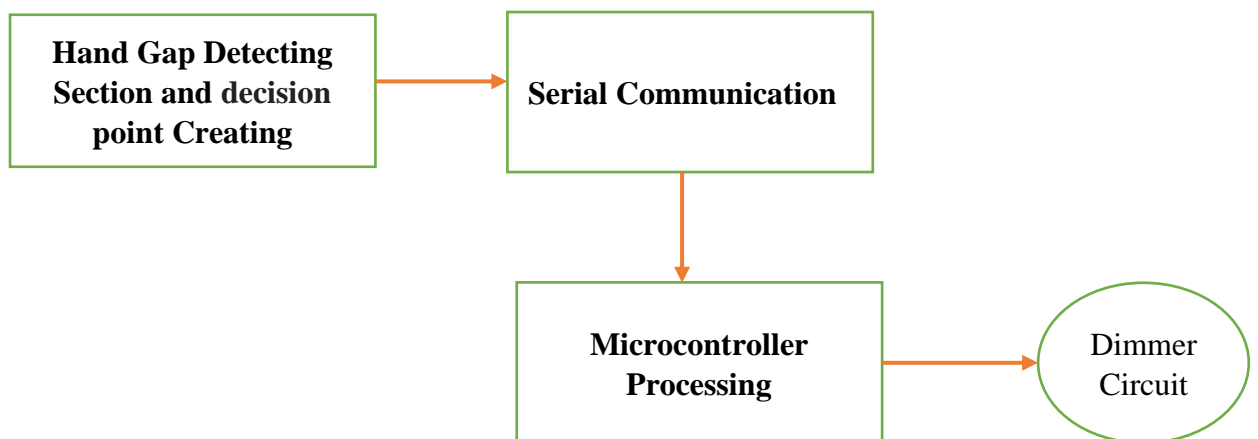 Hand Gap Detecting
Section and decision
point Creating
Serial Communication
Microcontroller
Processing
Dimmer
Circuit